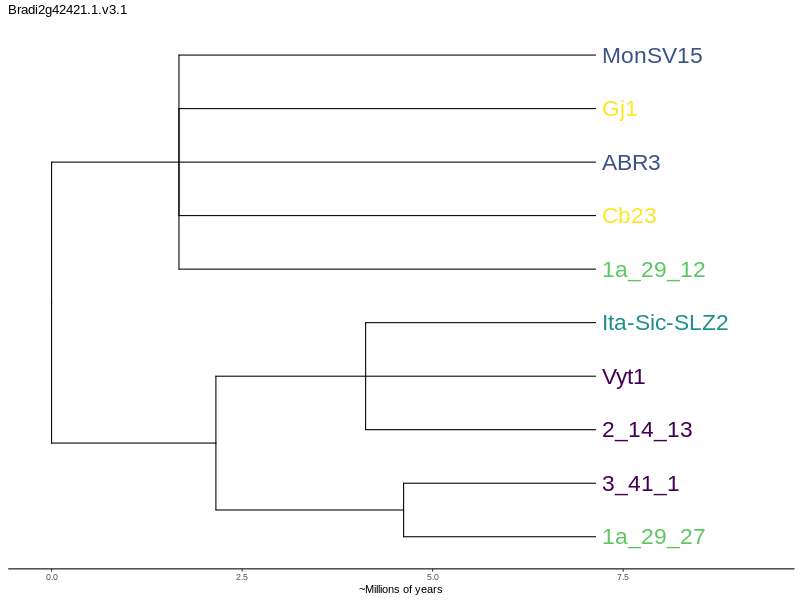 Bradi2g42421.1.v3.1
MonSV15
Gj1
ABR3
Cb23
1a_29_12
Ita-Sic-SLZ2
Vyt1
2_14_13
3_41_1
1a_29_27
0.0 2.5 5.0 7.5
~Millions of years